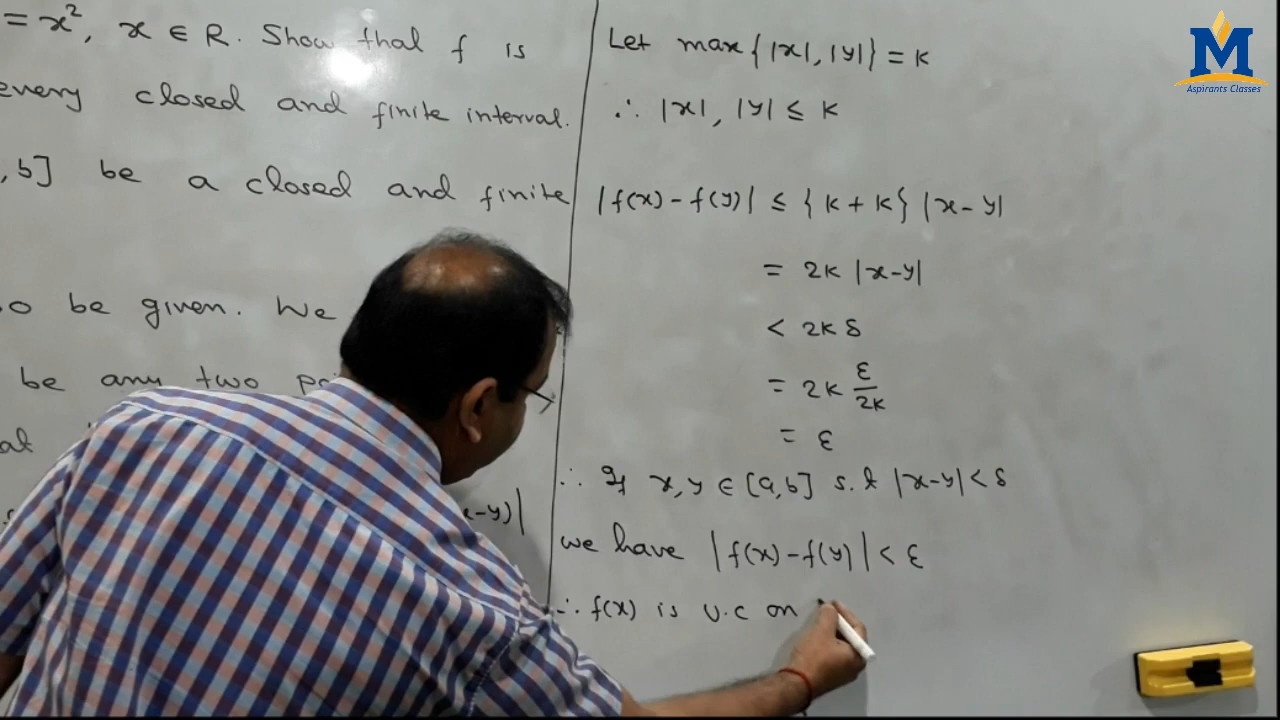 = x², x ∈ R. Show that f is
every closed and finite interval.
, b] be a closed and finite
be given. We
be any two
x-y)|
Let max{|x|, |y|} = k
∴ |x|, |y| ≤ k
|f(x) - f(y)| ≤ {k + k} |x - y|
= 2k |x-y|
< 2k δ
= 2k ε/2k
= ε
∴ If x, y ∈ [a, b] s.t |x-y| < δ
we have |f(x) - f(y)| < ε
∴ f(x) is U.C on
M
Aspirants Classes